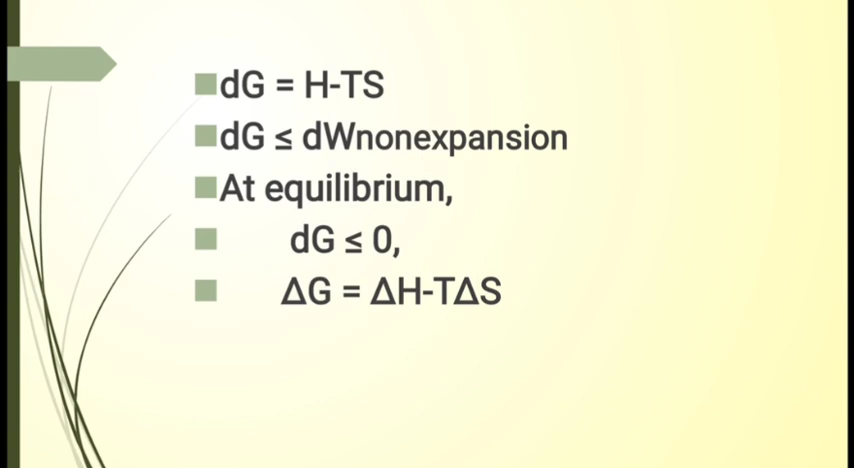 dG = H-TS
dG ≤ dWnonexpansion
At equilibrium,
dG ≤ 0,
ΔG = ΔH-TΔS